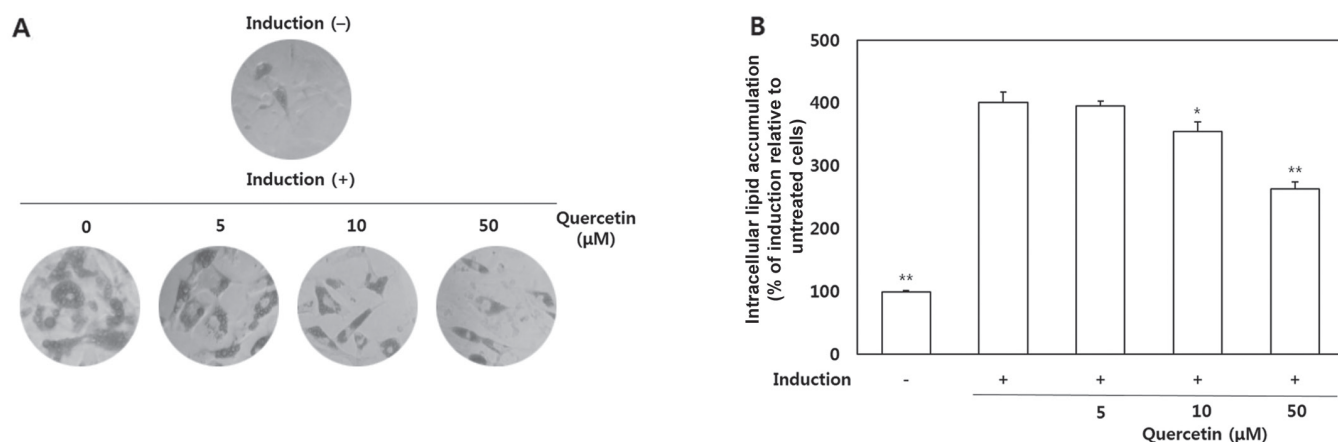 A
Induction (–)
Induction (+)
0 5 10 50 Quercetin
(µM)
B
Intracellular lipid accumulation
(% of induction relative to
untreated cells)
500
400
300
200
100
0
**
*
**
Induction - + + + +
5 10 50
Quercetin (µM)